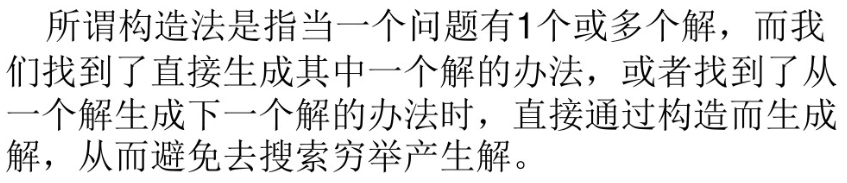 所谓构造法是指当一个问题有1个或多个解，而我
们找到了直接生成其中一个解的办法，或者找到了从
一个解生成下一个解的办法时，直接通过构造而生成
解，从而避免去搜索穷举产生解。